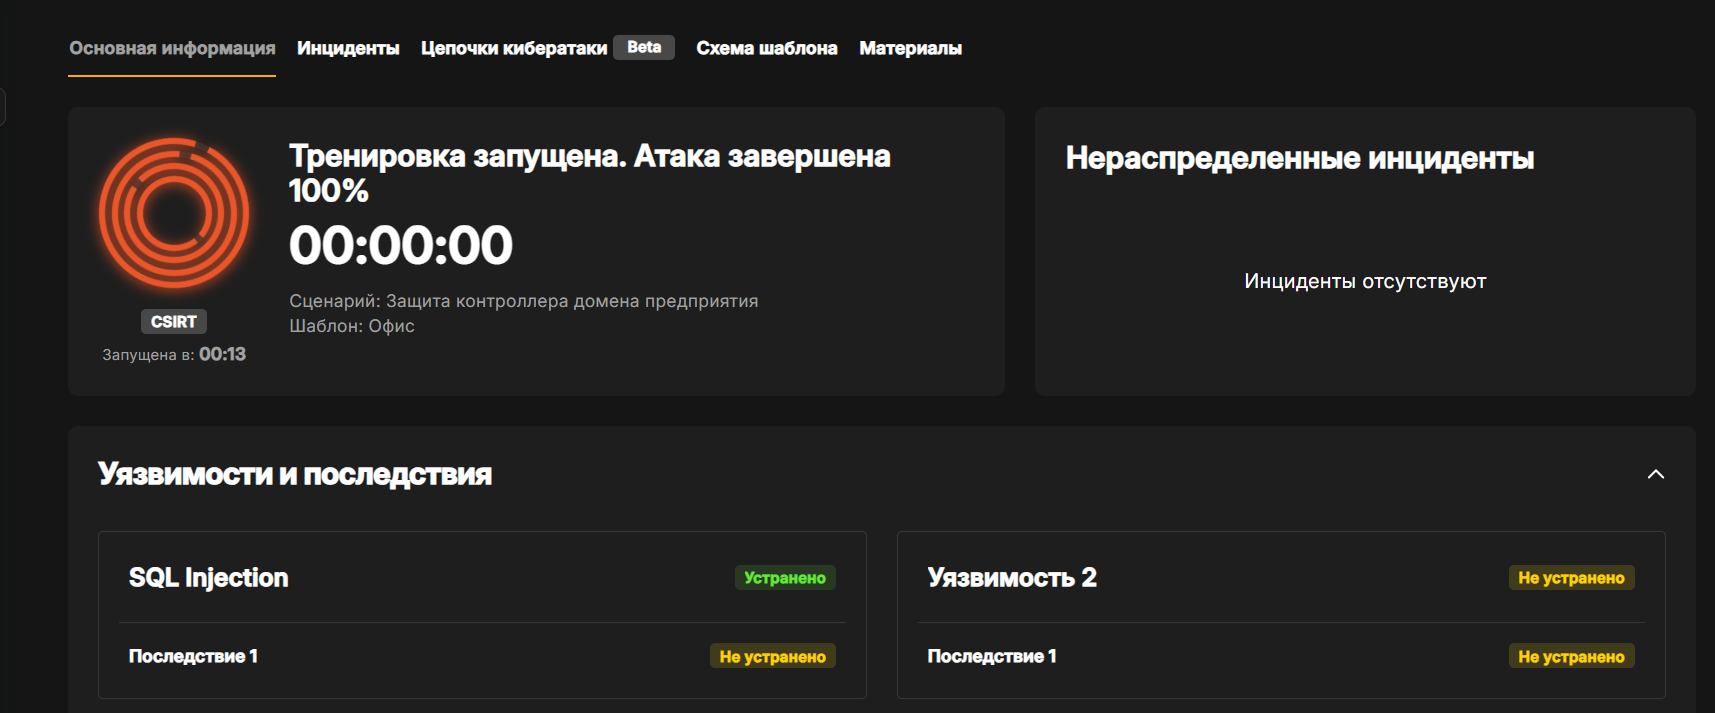 Основная информация Инциденты Цепочки кибератаки Beta Схема шаблона Материалы
Тренировка запущена. Атака завершена
100%
00:00:00
Сценарий: Защита контроллера домена предприятия
Шаблон: Офис
CSIRT
Запущена в: 00:13
Нераспределенные инциденты
Инциденты отсутствуют
Уязвимости и последствия
SQL Injection Устранено
Последствие 1 Не устранено
Уязвимость 2 Не устранено
Последствие 1 Не устранено